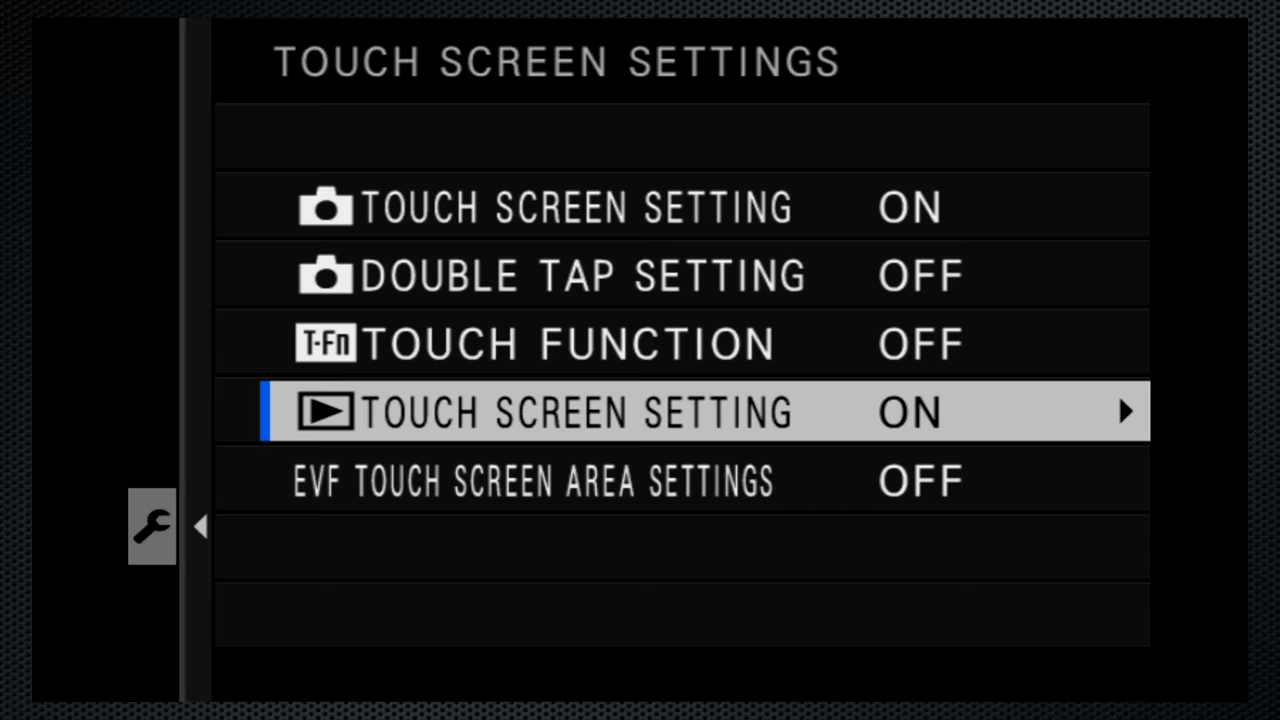 TOUCH SCREEN SETTINGS
TOUCH SCREEN SETTING ON
DOUBLE TAP SETTING OFF
T-Fn TOUCH FUNCTION OFF
TOUCH SCREEN SETTING ON
EVF TOUCH SCREEN AREA SETTINGS OFF